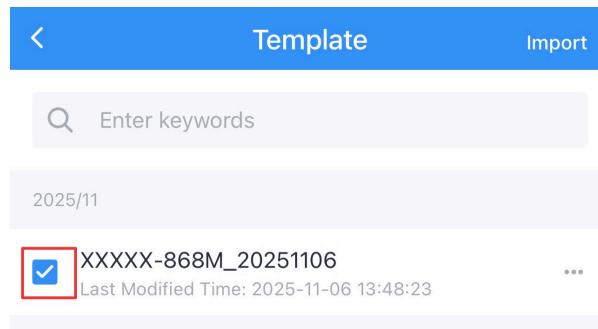 Template
Import
Enter keywords
2025/11
XXXXX-868M_20251106
Last Modified Time: 2025-11-06 13:48:23